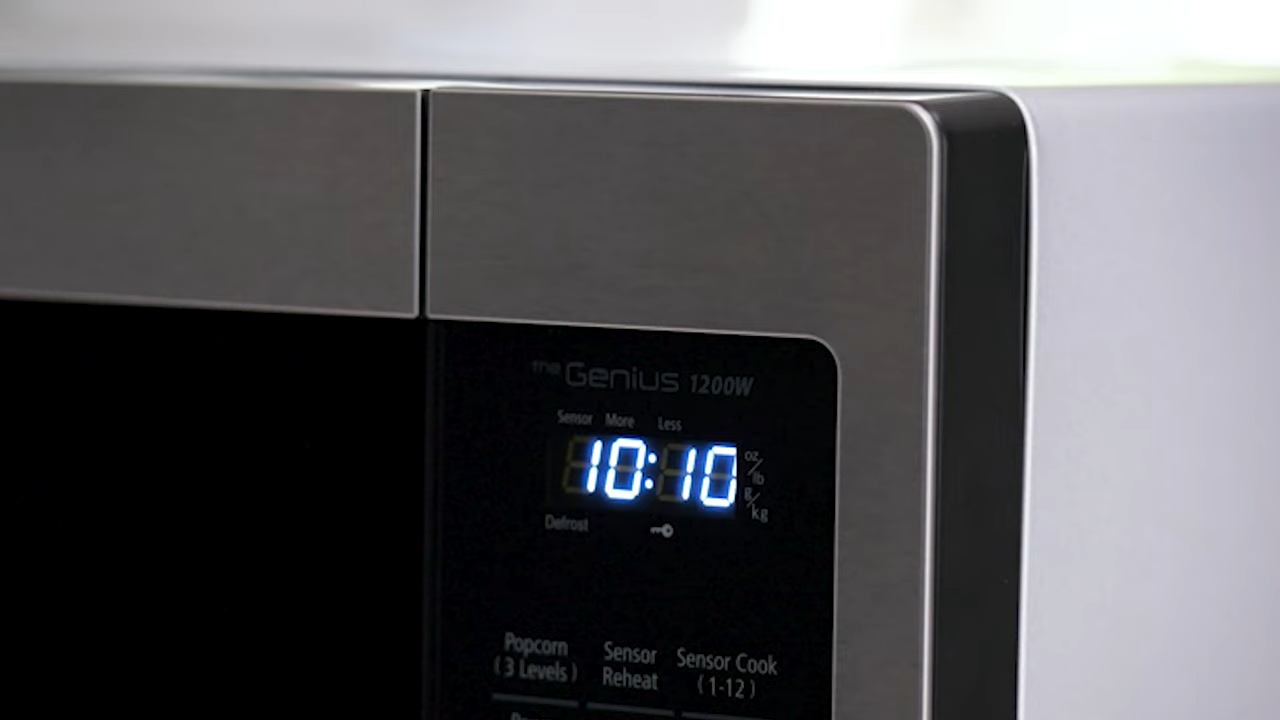 the Genius 1200W
Sensor More Less
10:10
oz/lb
g/kg
Defrost
Popcorn Sensor Sensor Cook
(3 Levels) Reheat (1-12)